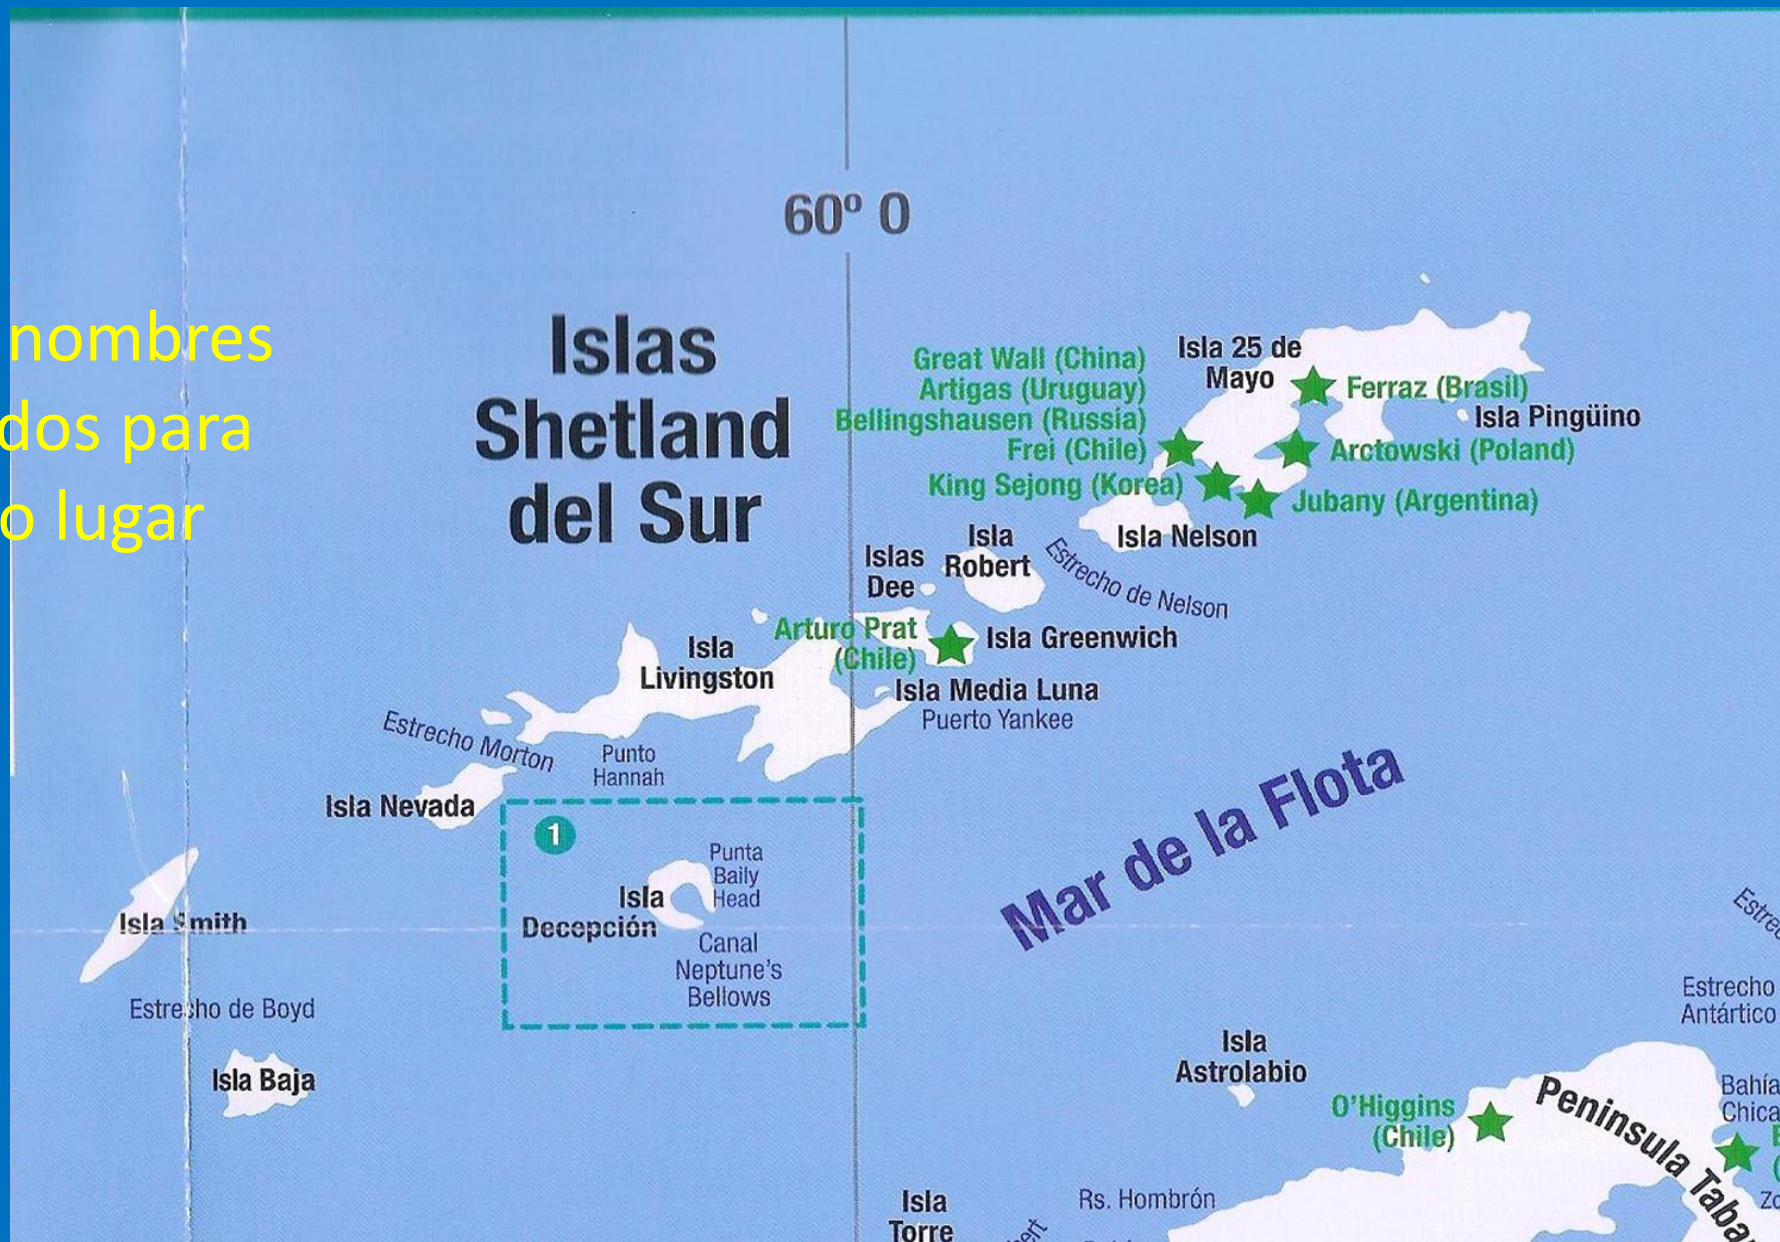 60º O
nombres
dos para
o lugar
Islas
Shetland
del Sur
Great Wall (China)
Artigas (Uruguay)
Bellingshausen (Russia)
Frei (Chile)
King Sejong (Korea)
Isla 25 de
Mayo
Ferraz (Brasil)
Isla Pingüino
Arctowski (Poland)
Jubany (Argentina)
Isla Nelson
Isla
Robert
Estrecho de Nelson
Islas
Dee
Arturo Prat
(Chile)
Isla Greenwich
Isla
Livingston
Isla Media Luna
Puerto Yankee
Estrecho Morton
Punto
Hannah
Isla Nevada
Mar de la Flota
1
Punta
Baily
Head
Isla
Decepción
Canal
Neptune's
Bellows
Isla Smith
Estrecho de Boyd
Isla Baja
Estrecho
Antártico
Isla
Astrolabio
O'Higgins
(Chile)
Peninsula
Bahía
Isla
Torre
Rs. Hombrón